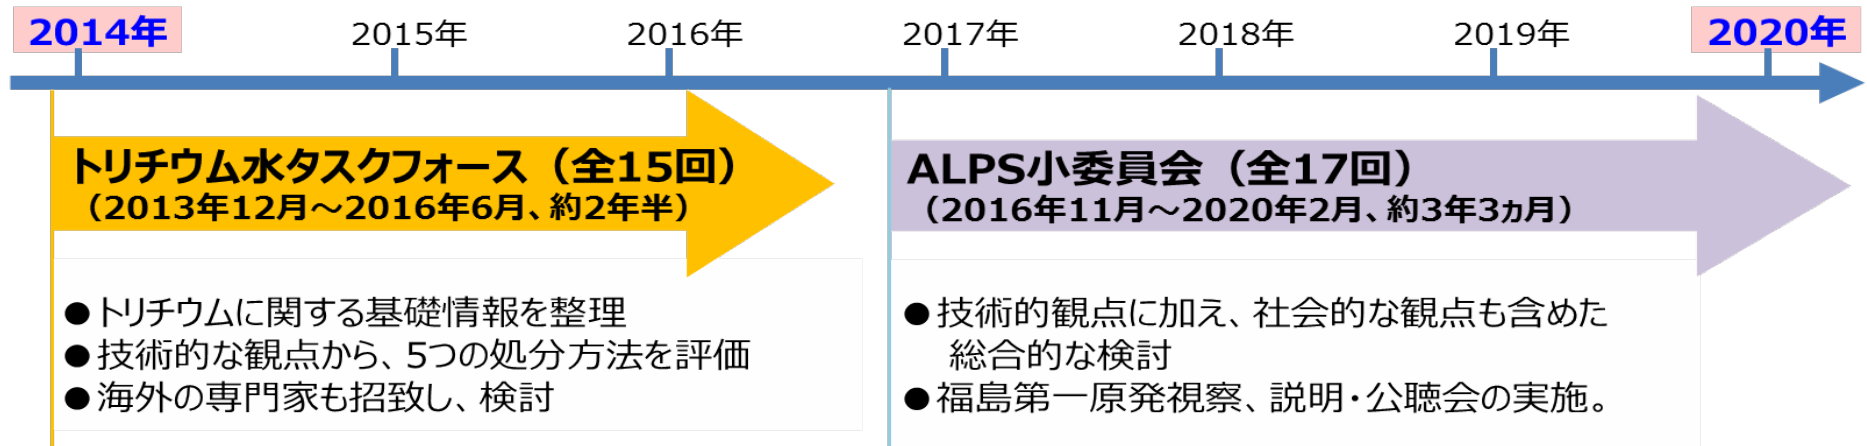 2014年 2015年 2016年 2017年 2018年 2019年 2020年
トリチウム水タスクフォース（全15回）
（2013年12月～2016年6月、約2年半）
●トリチウムに関する基礎情報を整理
●技術的な観点から、5つの処分方法を評価
●海外の専門家も招致し、検討
ALPS小委員会（全17回）
（2016年11月～2020年2月、約3年3ヵ月）
●技術的観点に加え、社会的な観点も含めた
総合的な検討
●福島第一原発視察、説明・公聴会の実施。